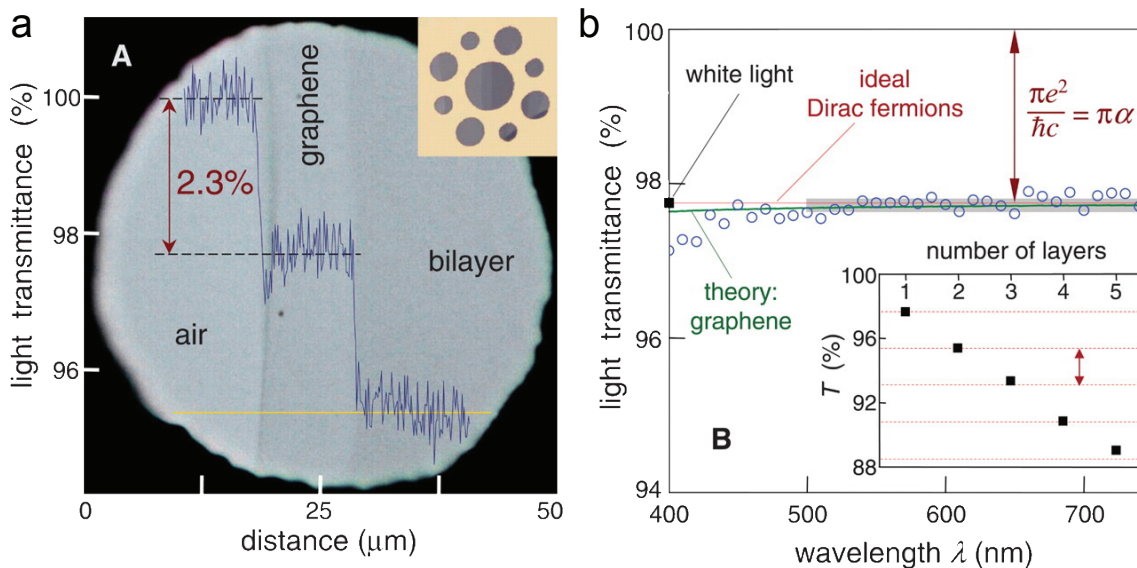 a
A
light transmittance (%)
100
98
96
2.3%
graphene
air
bilayer
0
25
50
distance (μm)
b
light transmittance (%)
100
98
96
94
white light
ideal
Dirac fermions
πe²/ħc = πα
theory:
graphene
B
number of layers
1 2 3 4 5
T (%)
100
96
92
88
400 500 600 700
wavelength λ (nm)